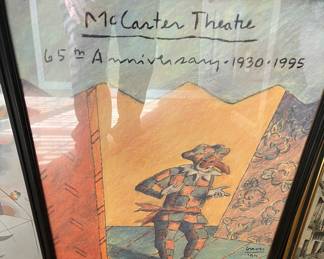 McCarter Theatre
65th Anniversary · 1930 · 1995